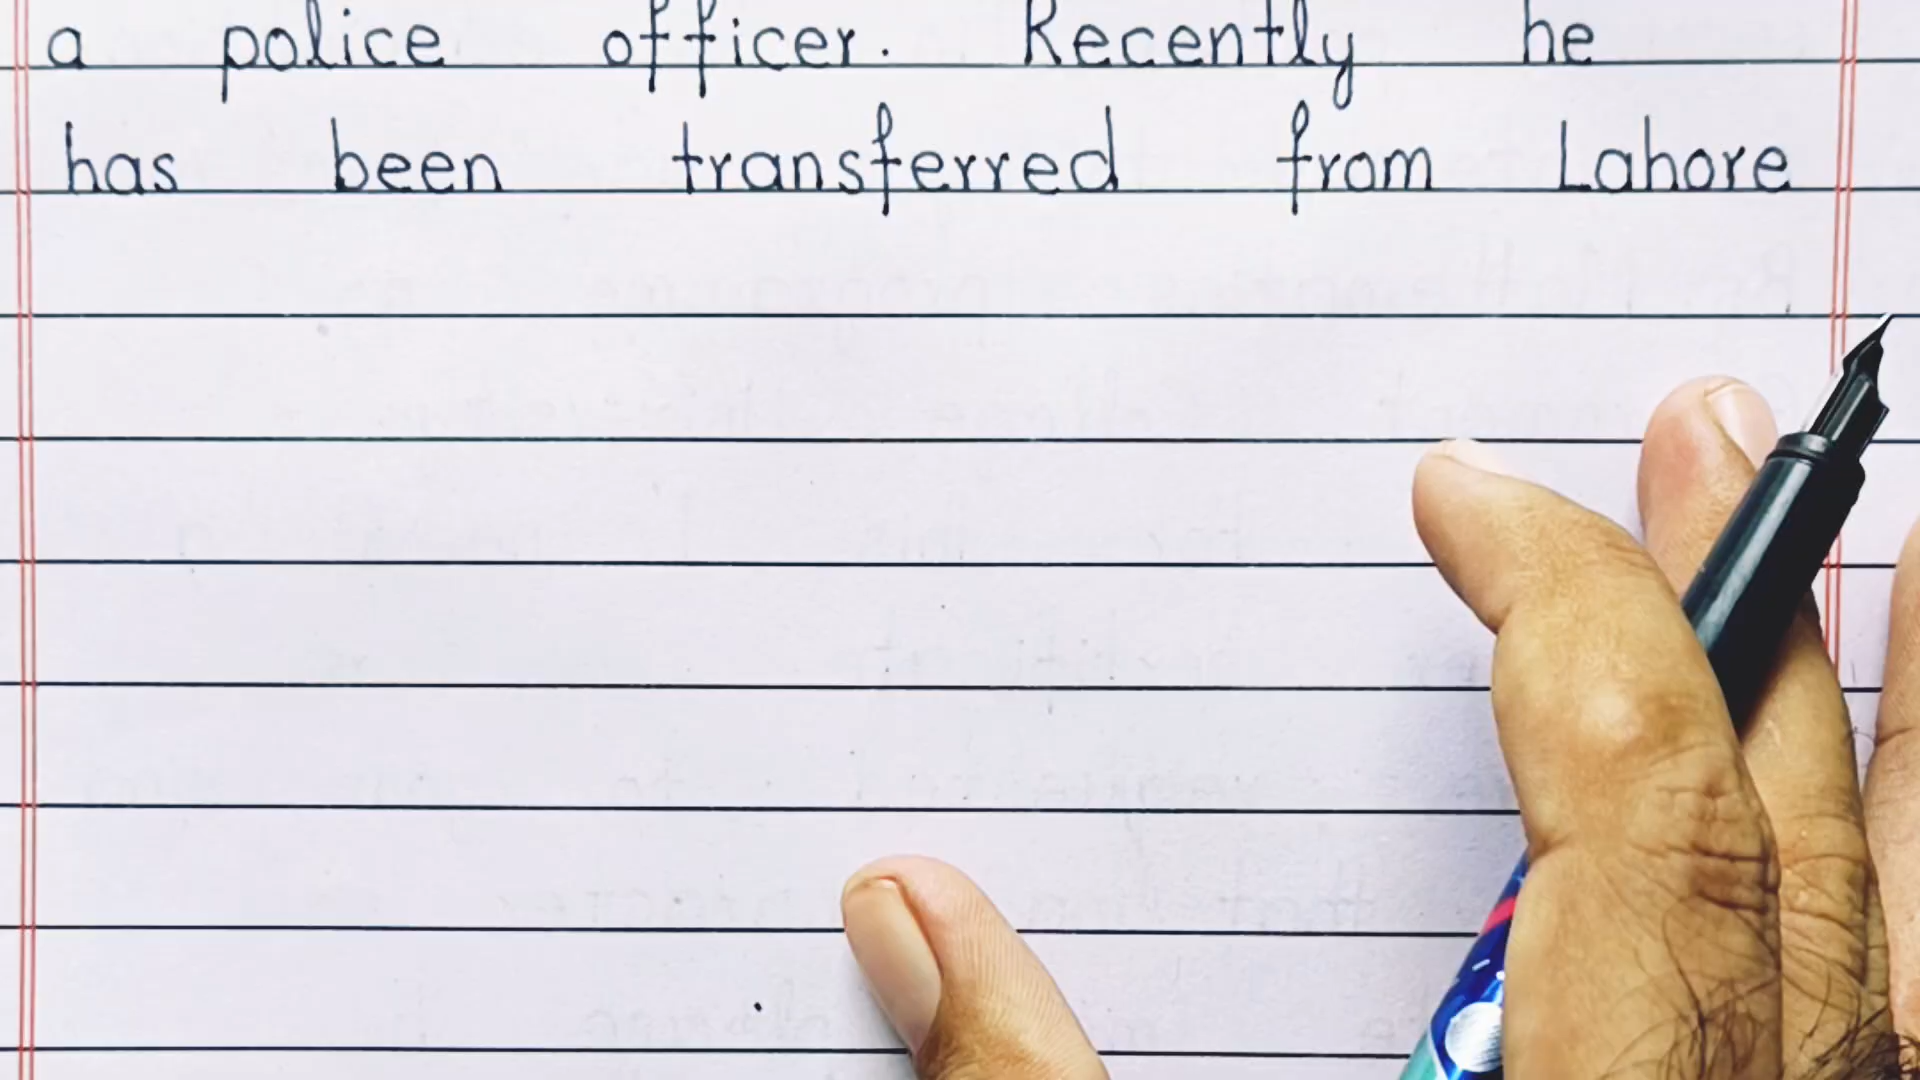 a police officer. Recently he
has been transferred from Lahore